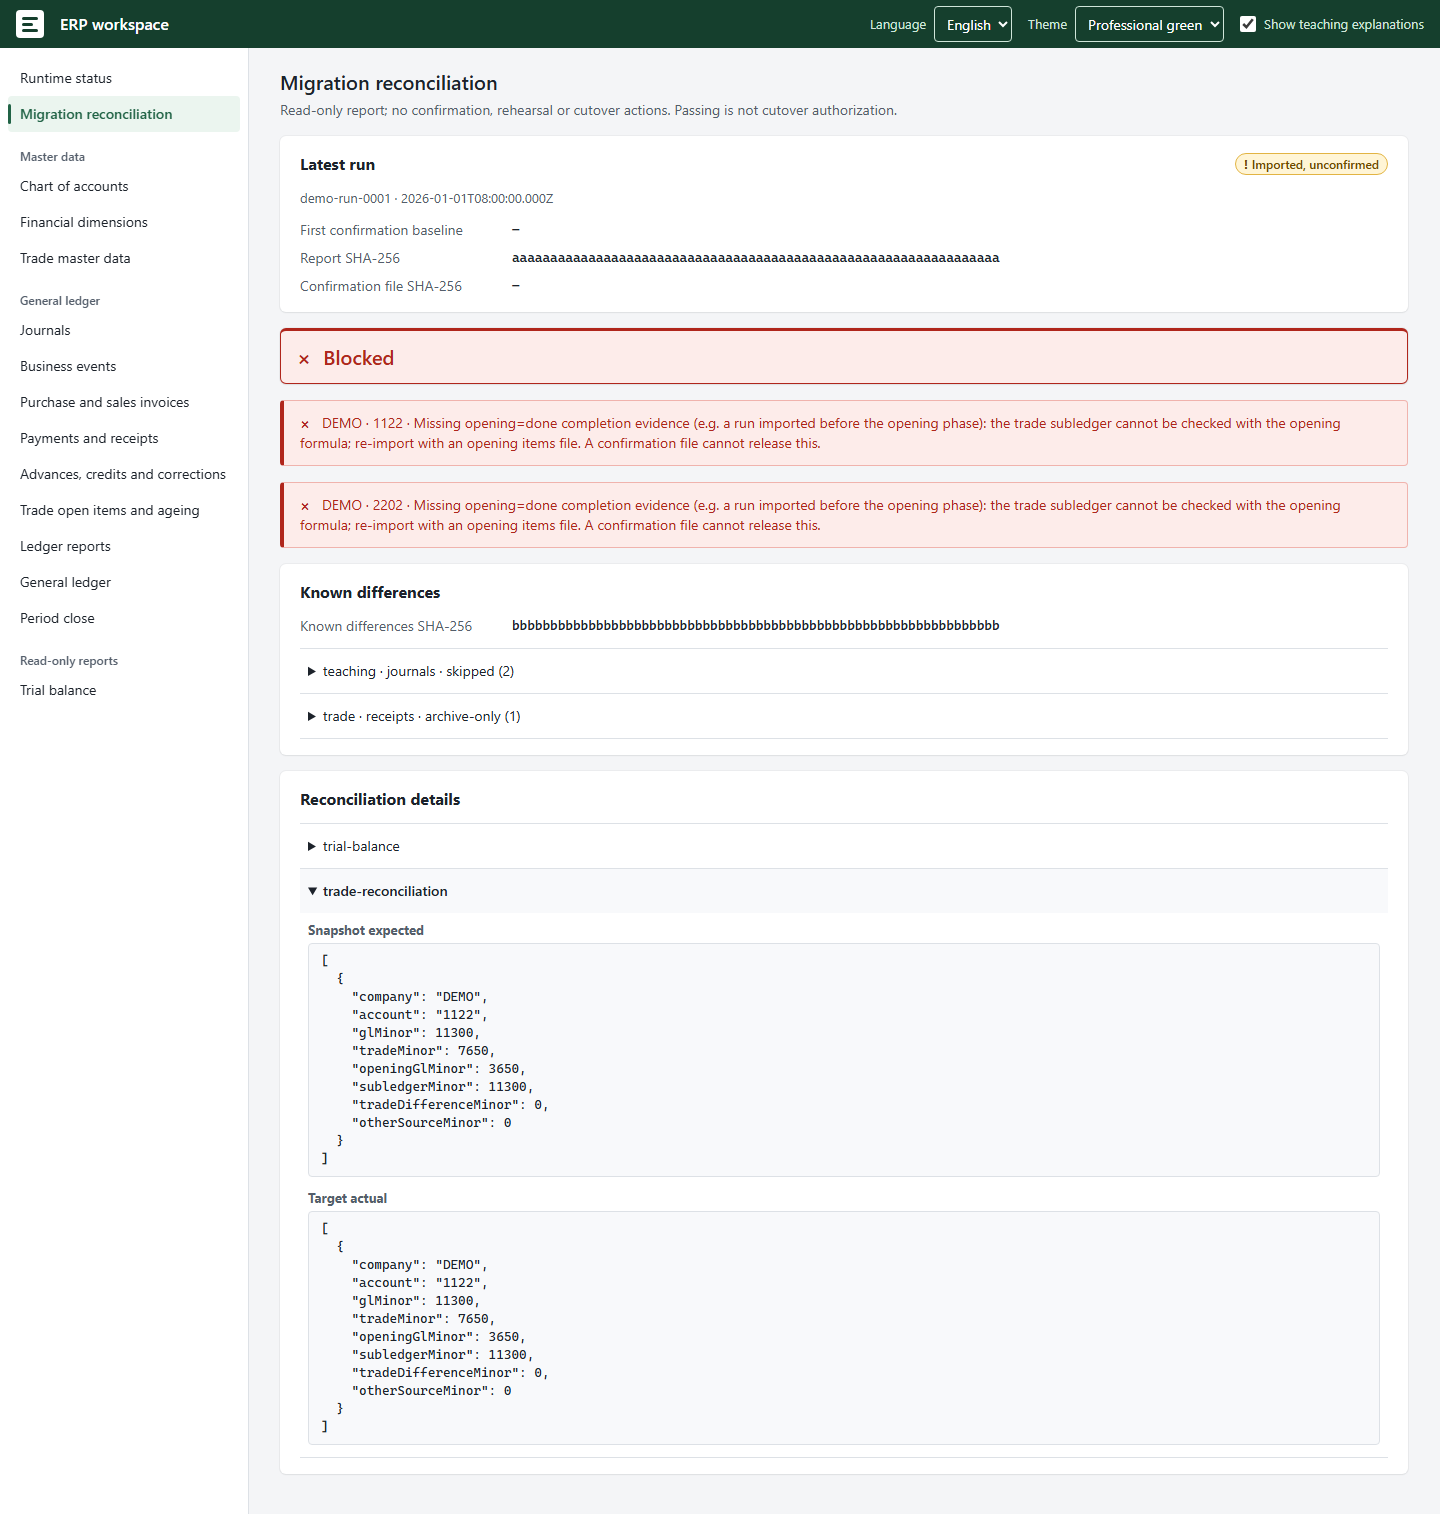 ERP workspace
Language English Theme Professional green Show teaching explanations
Runtime status
Migration reconciliation
Master data
Chart of accounts
Financial dimensions
Trade master data
General ledger
Journals
Business events
Purchase and sales invoices
Payments and receipts
Advances, credits and corrections
Trade open items and ageing
Ledger reports
General ledger
Period close
Read-only reports
Trial balance
Migration reconciliation
Read-only report; no confirmation, rehearsal or cutover actions. Passing is not cutover authorization.
Latest run
! Imported, unconfirmed
demo-run-0001 · 2026-01-01T08:00:00.000Z
First confirmation baseline –
Report SHA-256 aaaaaaaaaaaaaaaaaaaaaaaaaaaaaaaaaaaaaaaaaaaaaaaaaaaaaaaaaaaaaaaa
Confirmation file SHA-256 –
× Blocked
× DEMO · 1122 · Missing opening=done completion evidence (e.g. a run imported before the opening phase): the trade subledger cannot be checked with the opening
formula; re-import with an opening items file. A confirmation file cannot release this.
× DEMO · 2202 · Missing opening=done completion evidence (e.g. a run imported before the opening phase): the trade subledger cannot be checked with the opening
formula; re-import with an opening items file. A confirmation file cannot release this.
Known differences
Known differences SHA-256 bbbbbbbbbbbbbbbbbbbbbbbbbbbbbbbbbbbbbbbbbbbbbbbbbbbbbbbbbbbbbbbb
▶ teaching · journals · skipped (2)
▶ trade · receipts · archive-only (1)
Reconciliation details
▶ trial-balance
▼ trade-reconciliation
Snapshot expected
[
{
"company": "DEMO",
"account": "1122",
"glMinor": 11300,
"tradeMinor": 7650,
"openingGlMinor": 3650,
"subledgerMinor": 11300,
"tradeDifferenceMinor": 0,
"otherSourceMinor": 0
}
]
Target actual
[
{
"company": "DEMO",
"account": "1122",
"glMinor": 11300,
"tradeMinor": 7650,
"openingGlMinor": 3650,
"subledgerMinor": 11300,
"tradeDifferenceMinor": 0,
"otherSourceMinor": 0
}
]